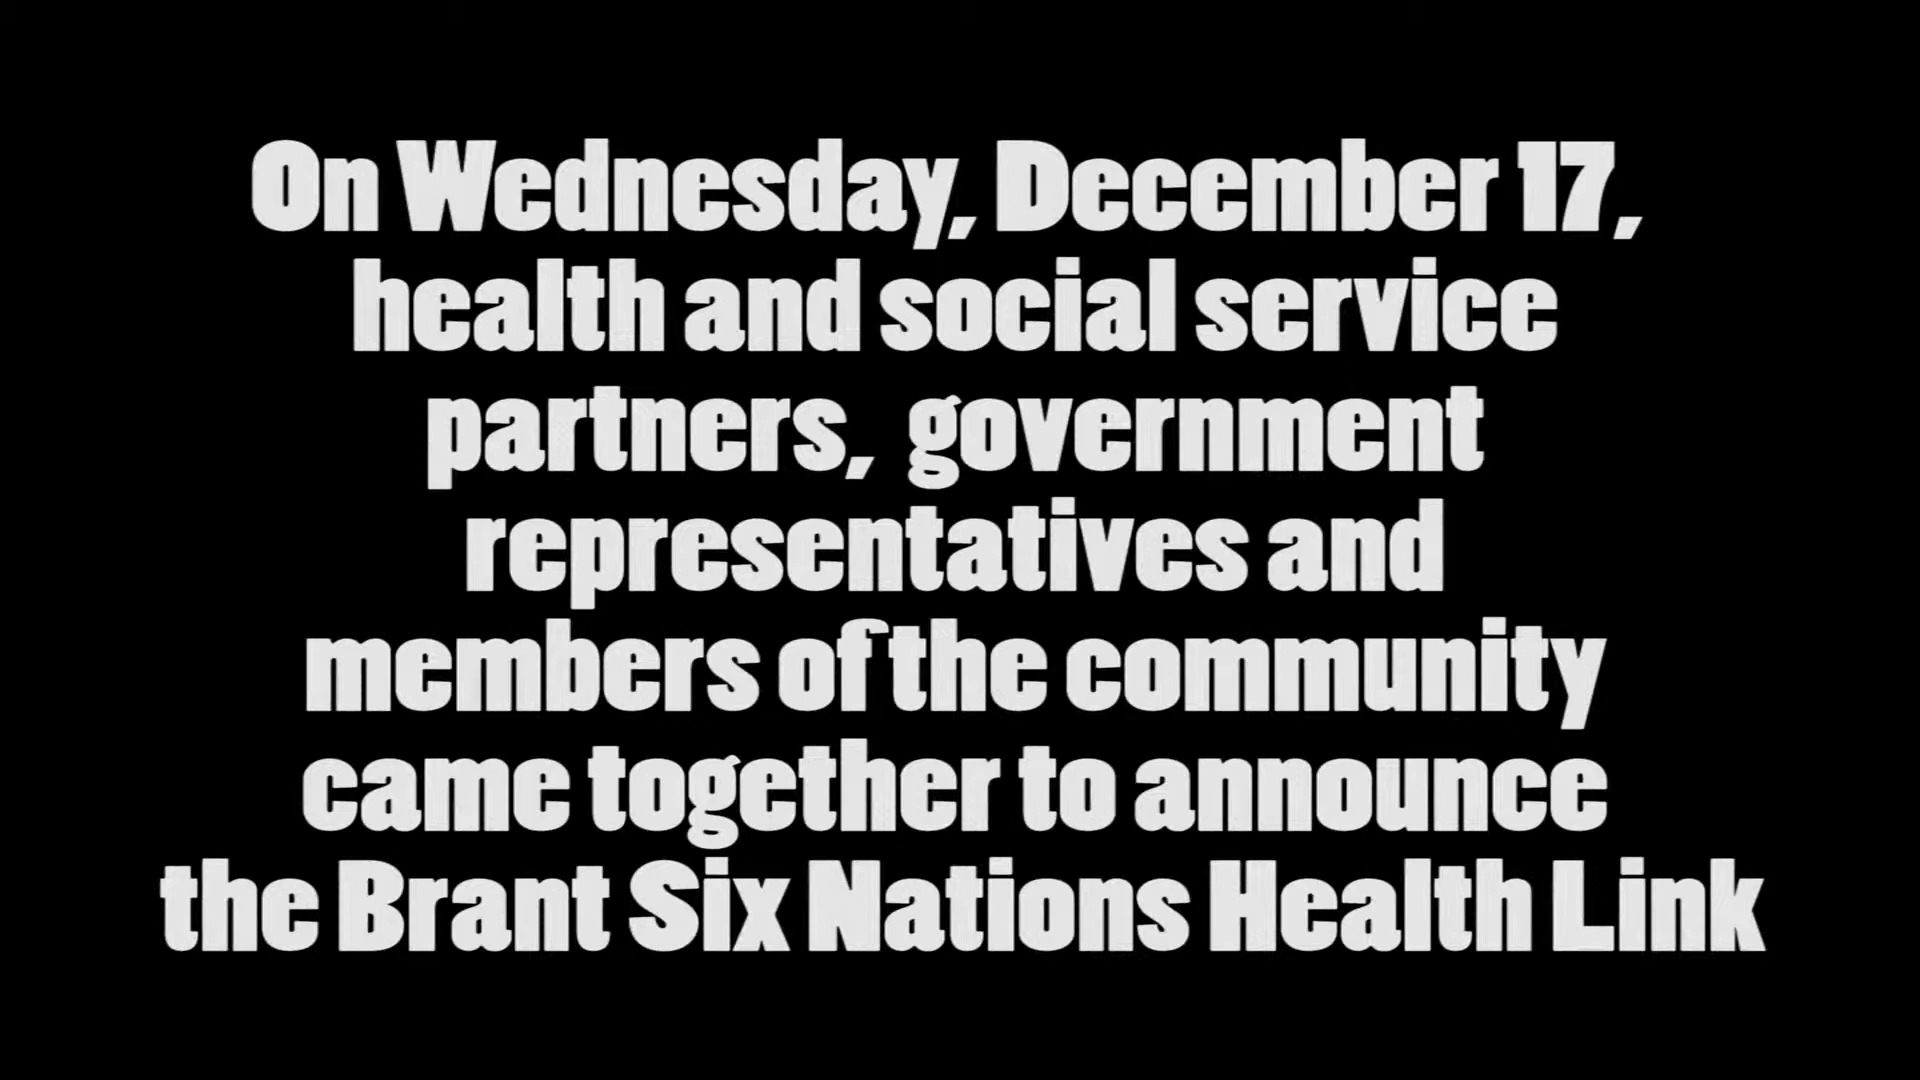 On Wednesday, December 17,
health and social service
partners,  government
representatives and
members of the community
came together to announce
the Brant Six Nations Health Link